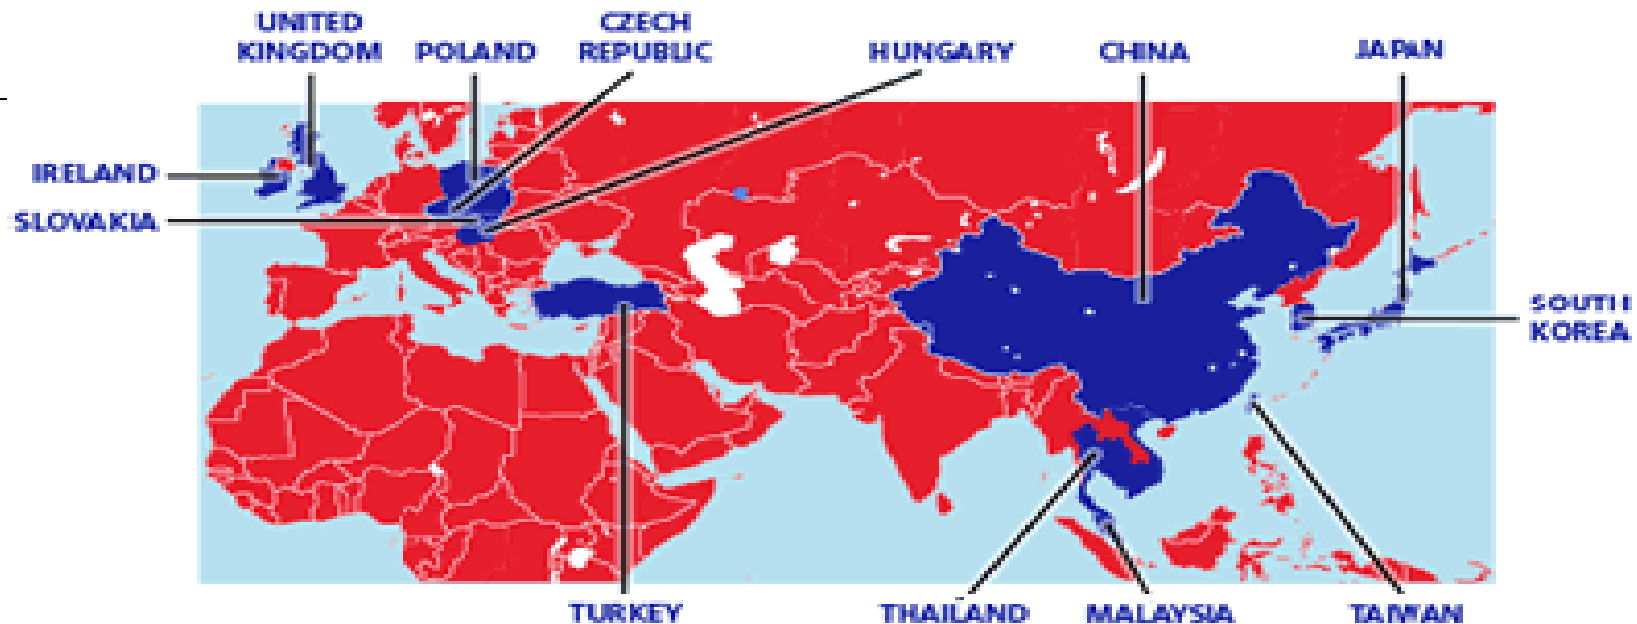 UNITED
KINGDOM
POLAND
CZECH
REPUBLIC
HUNGARY
CHINA
JAPAN
IRELAND
SLOVAKIA
SOUTH
KOREA
TURKEY
THAILAND
MALAYSIA
TAIWAN